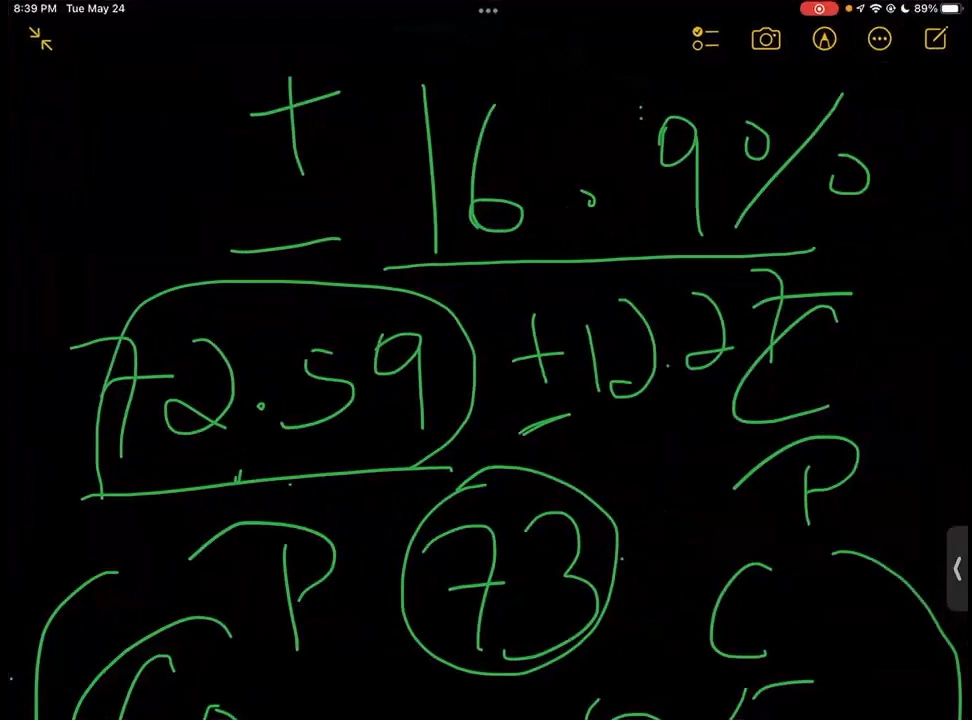 8:39 PM Tue May 24
89%
± 16.9%
72.59 ± 12.27
C
P
P 73 C